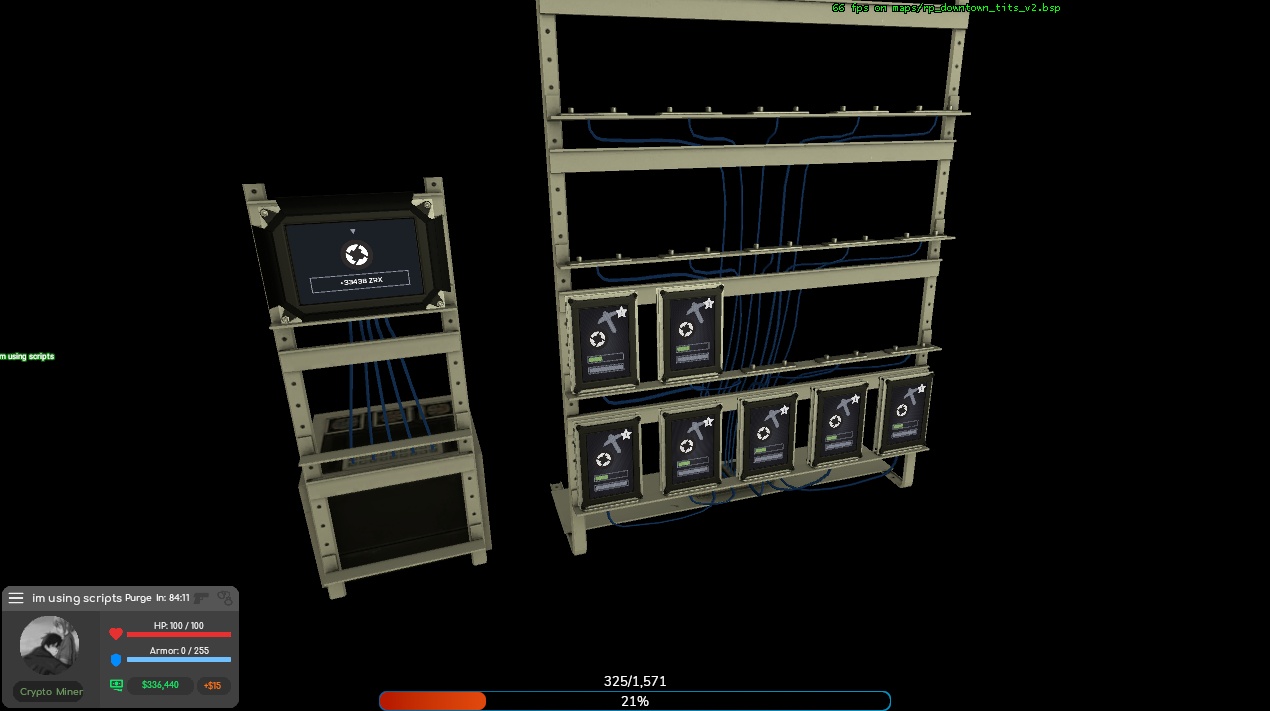 66 fps on maps/rp_downtown_tits_v2.bsp
+33438 ZRX
m using scripts
im using scripts
Purge In: 84:11
HP: 100 / 100
Armor: 0 / 255
Crypto Miner
$336,440
+$15
325/1,571
21%